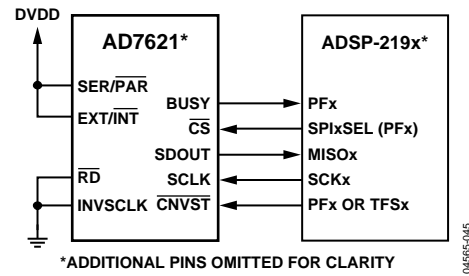 DVDD
AD7621*
ADSP-219x*
SER/PAR
EXT/INT
RD
INVSCLK
BUSY
CS
SDOUT
SCLK
CNVST
PFx
SPIxSEL (PFx)
MISOx
SCKx
PFx OR TFSx
*ADDITIONAL PINS OMITTED FOR CLARITY
04565-045